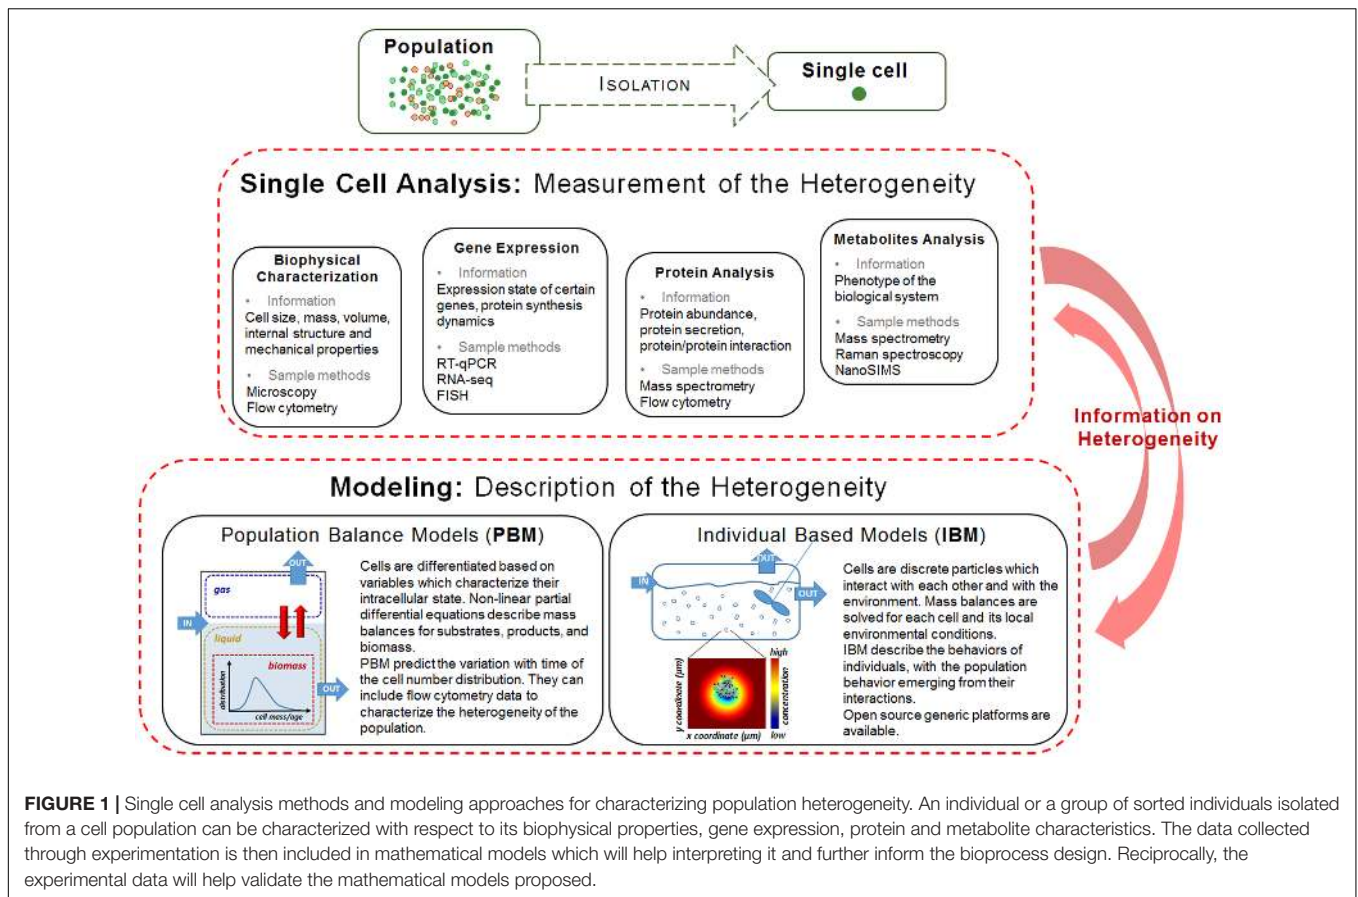 Population
ISOLATION
Single cell
Single Cell Analysis: Measurement of the Heterogeneity
Biophysical
Characterization
• Information
Cell size, mass, volume,
internal structure and
mechanical properties
• Sample methods
Microscopy
Flow cytometry
Gene Expression
• Information
Expression state of certain
genes, protein synthesis
dynamics
• Sample methods
RT-qPCR
RNA-seq
FISH
Protein Analysis
• Information
Protein abundance,
protein secretion,
protein/protein interaction
• Sample methods
Mass spectrometry
Flow cytometry
Metabolites Analysis
• Information
Phenotype of the
biological system
• Sample methods
Mass spectrometry
Raman spectroscopy
NanoSIMS
Information on
Heterogeneity
Modeling: Description of the Heterogeneity
Population Balance Models (PBM)
OUT
gas
IN
liquid
biomass
distribution
cell mass/age
OUT
Cells are differentiated based on
variables which characterize their
intracellular state. Non-linear partial
differential equations describe mass
balances for substrates, products, and
biomass.
PBM predict the variation with time of
the cell number distribution. They can
include flow cytometry data to
characterize the heterogeneity of the
population.
Individual Based Models (IBM)
OUT
IN
OUT
high
y coordinate (µm)
concentration
x coordinate (µm)
low
Cells are discrete particles which
interact with each other and with the
environment. Mass balances are
solved for each cell and its local
environmental conditions.
IBM describe the behaviors of
individuals, with the population
behavior emerging from their
interactions.
Open source generic platforms are
available.
FIGURE 1 | Single cell analysis methods and modeling approaches for characterizing population heterogeneity. An individual or a group of sorted individuals isolated
from a cell population can be characterized with respect to its biophysical properties, gene expression, protein and metabolite characteristics. The data collected
through experimentation is then included in mathematical models which will help interpreting it and further inform the bioprocess design. Reciprocally, the
experimental data will help validate the mathematical models proposed.